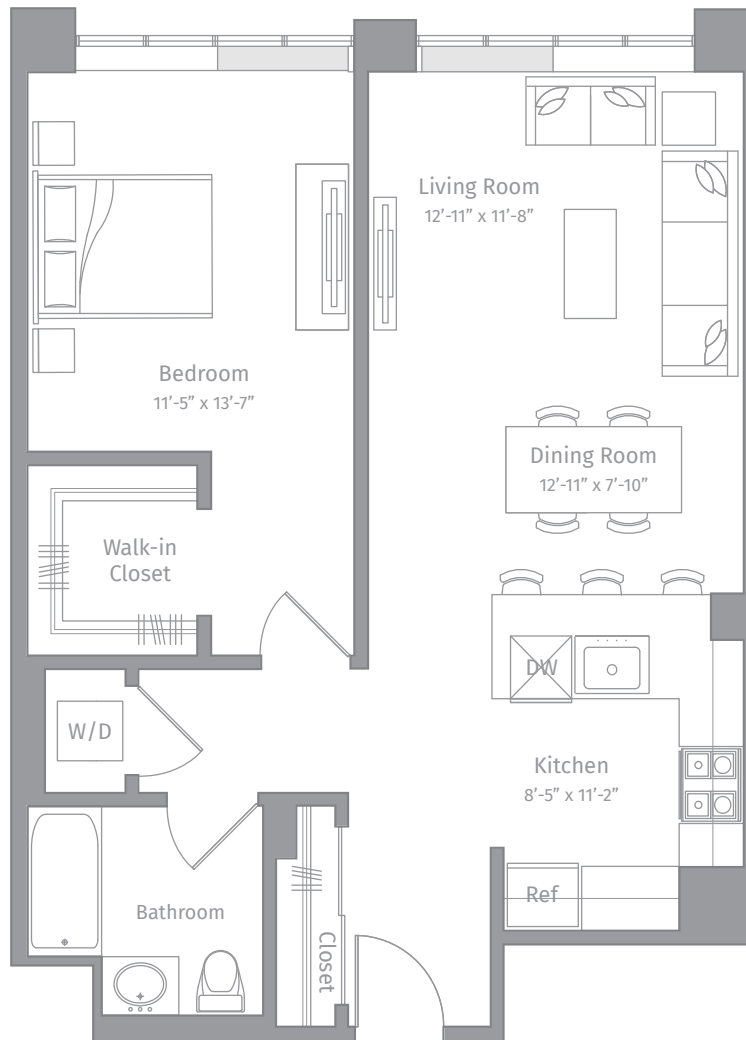 Living Room
12’-11” x 11’-8”
Bedroom
11’-5” x 13’-7”
Dining Room
12’-11” x 7’-10”
Walk-in
Closet
DW
W/D
Kitchen
8’-5” x 11’-2”
Ref
Bathroom
Closet